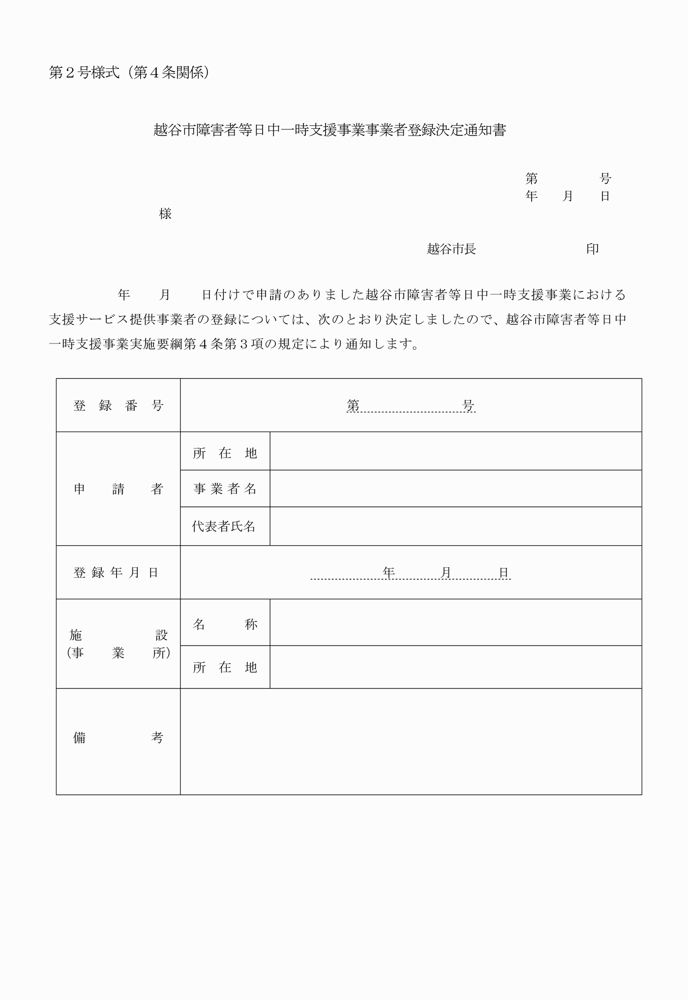 第２号様式（第４条関係）
越谷市障害者等日中一時支援事業事業者登録決定通知書
第　　　　　号
年　　月　　日
様
越谷市長　　　　　　　　　印
年　　月　　日付けで申請のありました越谷市障害者等日中一時支援事業における
支援サービス提供事業者の登録については、次のとおり決定しましたので、越谷市障害者等日中
一時支援事業実施要綱第４条第３項の規定により通知します。
登　録　番　号　　第　　　　　　　　号
申　　請　　者
所　在　地
事業者名
代表者氏名
登録年月日　　年　　　月　　　日
施　　　　　設
（事　　業　　所）
名　　　称
所　在　地
備　　　　　考